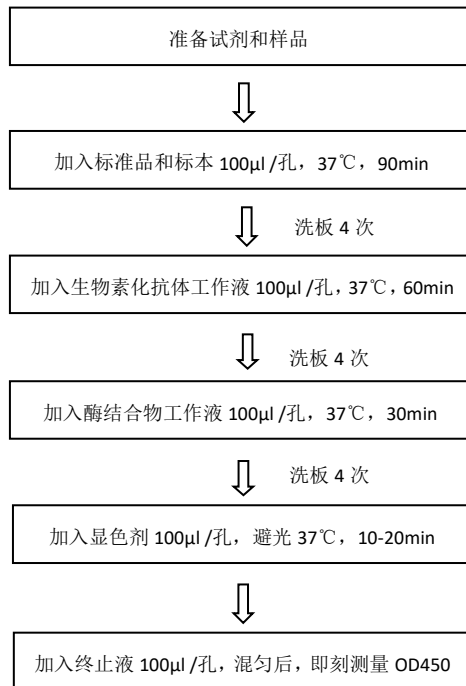 准备试剂和样品
加入标准品和标本 100μl /孔，37℃，90min
洗板 4 次
加入生物素化抗体工作液 100μl /孔，37℃，60min
洗板 4 次
加入酶结合物工作液 100μl /孔，37℃，30min
洗板 4 次
加入显色剂 100μl /孔，避光 37℃，10-20min
加入终止液 100μl /孔，混匀后，即刻测量 OD450